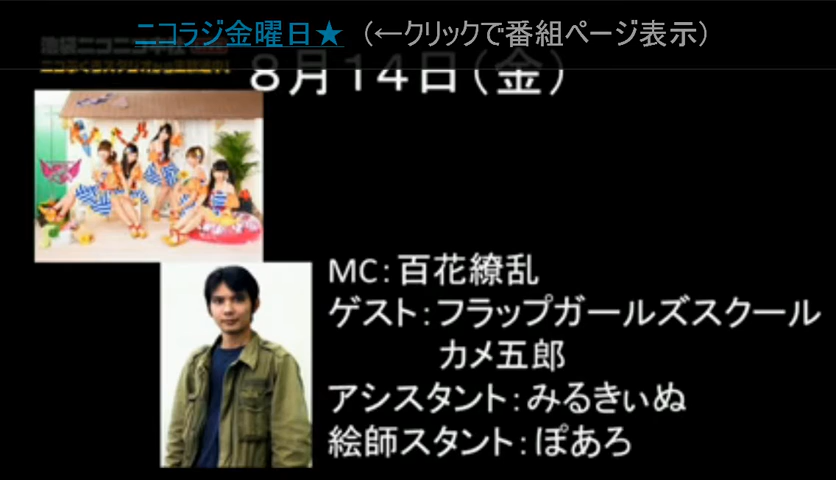 ニコラジ金曜日★ （←クリックで番組ページ表示）
8月14日（金）
MC：百花繚乱
ゲスト：フラップガールズスクール
カメ五郎
アシスタント：みるきぃぬ
絵師スタント：ぽあろ